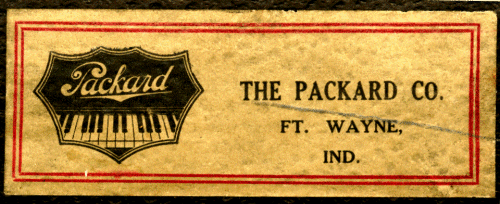 Packard
THE PACKARD CO.
FT. WAYNE,
IND.